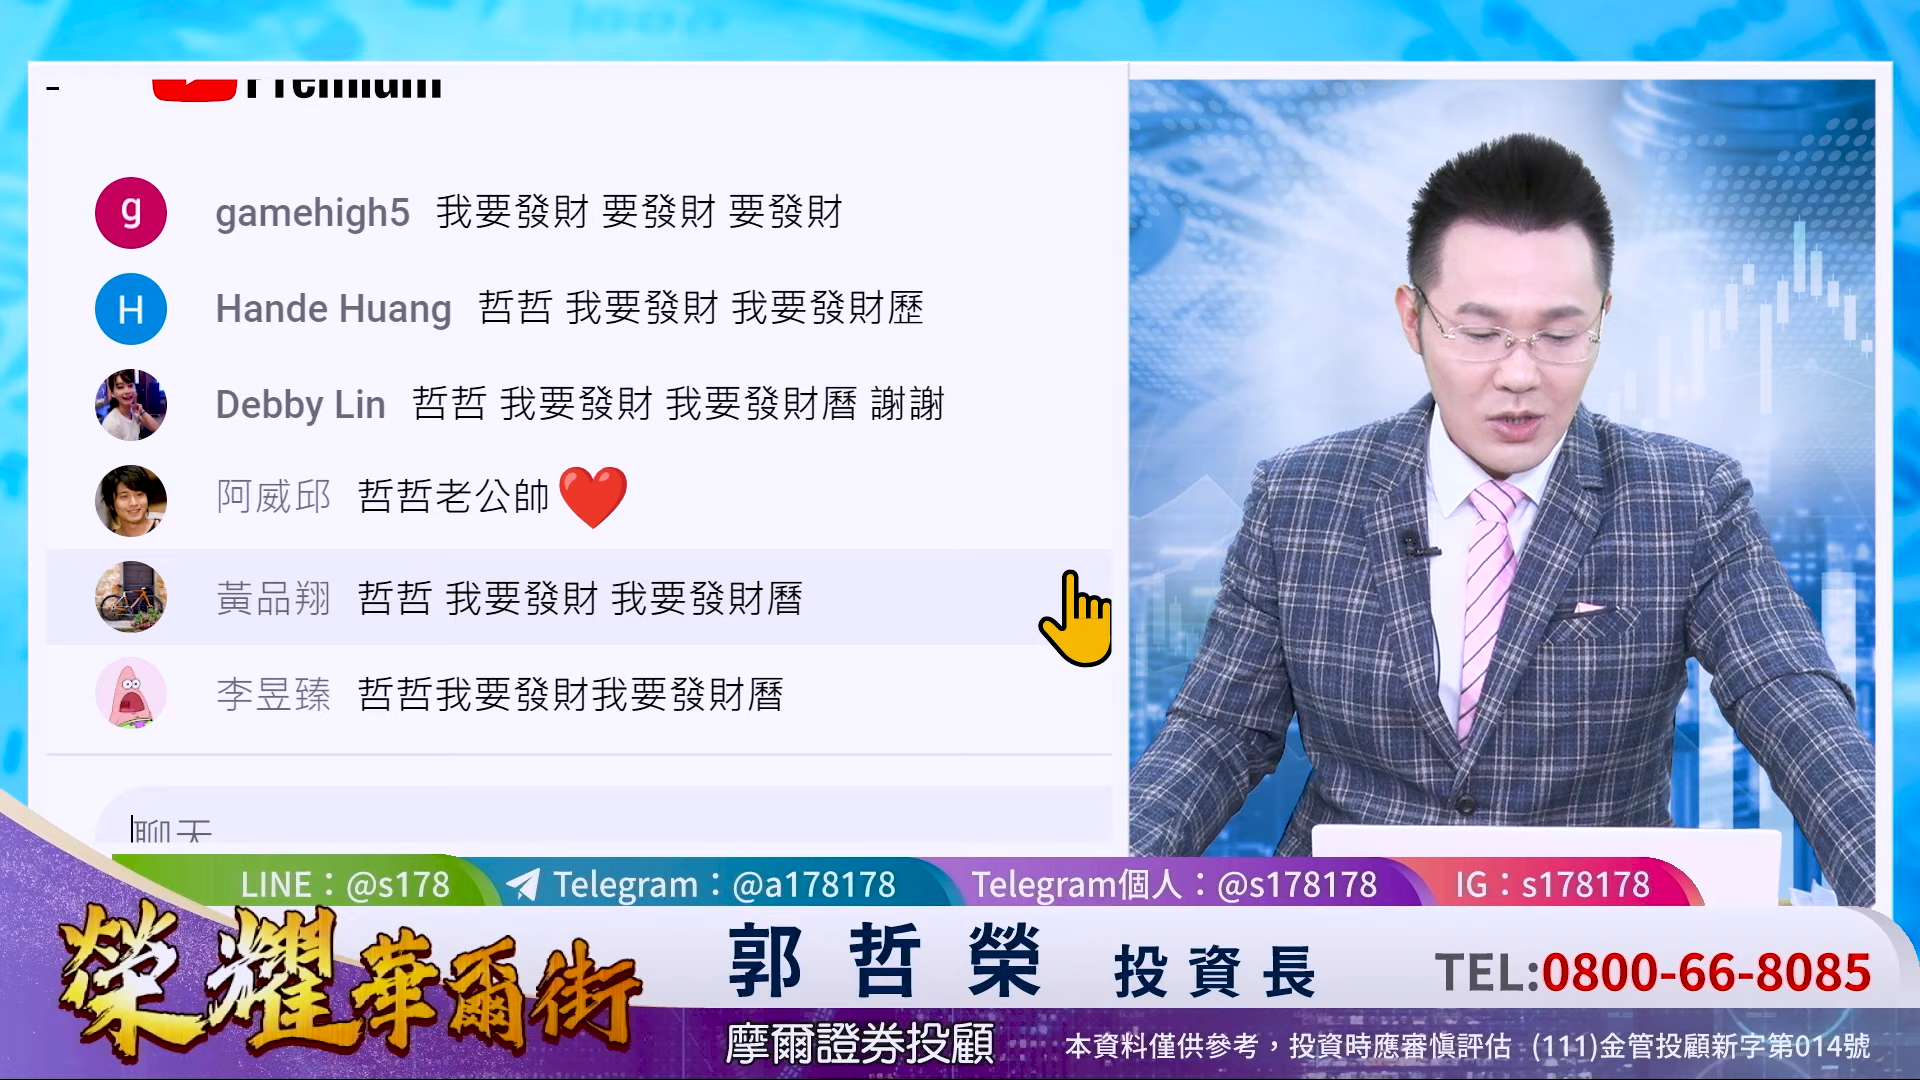 Premium
g gamehigh5 我要發財 要發財 要發財
H Hande Huang 哲哲 我要發財 我要發財歷
Debby Lin 哲哲 我要發財 我要發財曆 謝謝
阿威邱 哲哲老公帥❤️
黃品翔 哲哲 我要發財 我要發財曆
李昱臻 哲哲我要發財我要發財曆
聊天
LINE：@s178 Telegram：@a178178 Telegram個人：@s178178 IG：s178178
榮耀華爾街
郭哲榮 投資長 TEL:0800-66-8085
摩爾證券投顧 本資料僅供參考，投資時應審慎評估 (111)金管投顧新字第014號